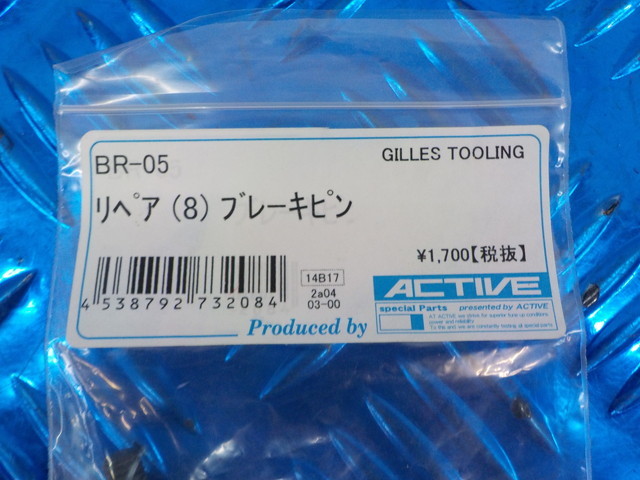 BR-05
GILLES TOOLING
ﾘﾍﾟｱ (8) ﾌﾞﾚｰｷﾋﾟﾝ
¥1,700【税抜】
4 538792 732084
14B17
2a04
03-00
ACTIVE
special Parts presented by ACTIVE
Produced by